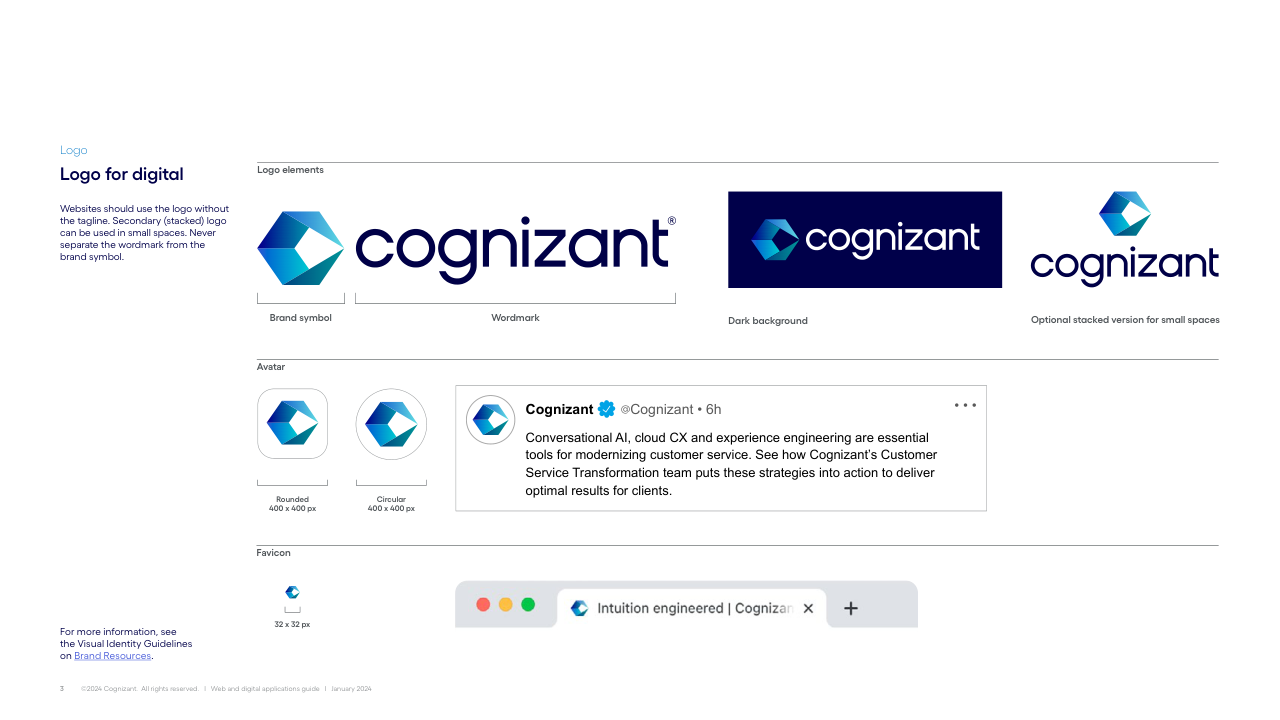 Logo
Logo for digital
Websites should use the logo without
the tagline. Secondary (stacked) logo
can be used in small spaces. Never
separate the wordmark from the
brand symbol.
Logo elements
cognizant®
Brand symbol
Wordmark
cognizant
Dark background
cognizant
Optional stacked version for small spaces
Avatar
Rounded
400 x 400 px
Circular
400 x 400 px
Cognizant @Cognizant • 6h
Conversational AI, cloud CX and experience engineering are essential
tools for modernizing customer service. See how Cognizant's Customer
Service Transformation team puts these strategies into action to deliver
optimal results for clients.
Favicon
32 x 32 px
Intuition engineered | Cognizan
For more information, see
the Visual Identity Guidelines
on Brand Resources.
3 ©2024 Cognizant. All rights reserved. | Web and digital applications guide | January 2024